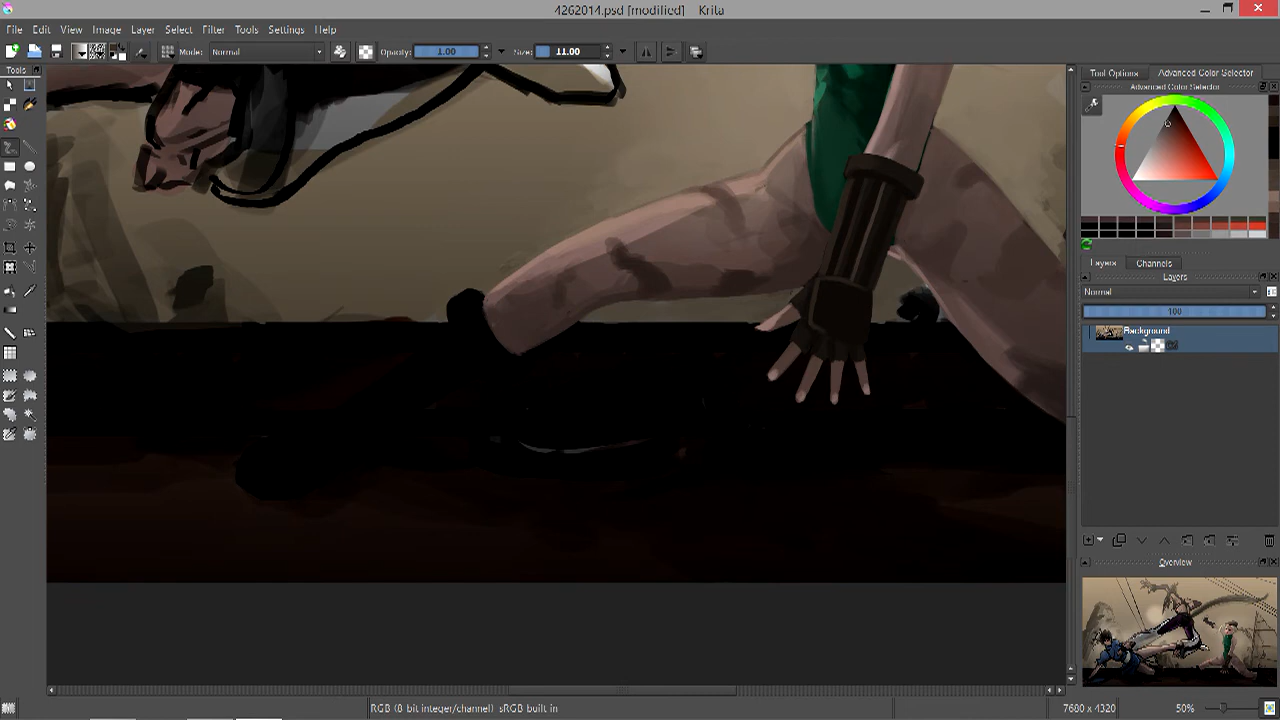 4262014.psd [modified] - Krita
File Edit View Image Layer Select Filter Tools Settings Help
Mode: Normal Opacity: 1.00 Size: 11.00
Tools
Tool Options Advanced Color Selector
Advanced Color Selector
Layers Channels
Layers
Normal
100
Background
Overview
RGB (8 bit integer/channel) sRGB built in 7680 x 4320 50%